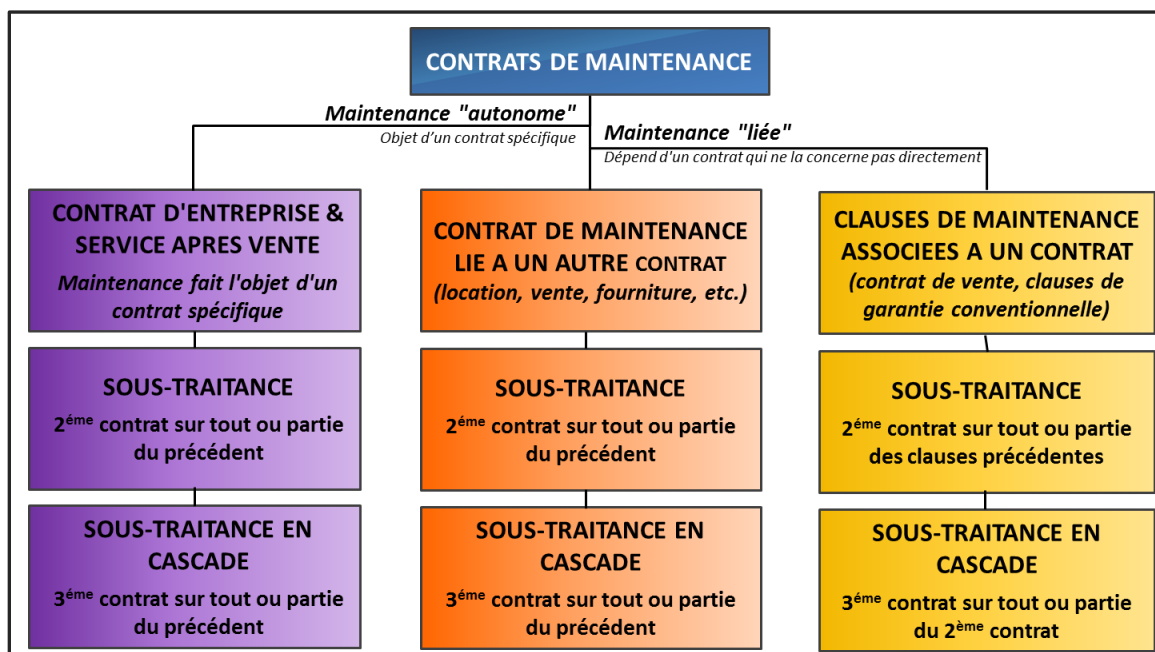 CONTRATS DE MAINTENANCE
Maintenance "autonome"
Objet d'un contrat spécifique
Maintenance "liée"
Dépend d'un contrat qui ne la concerne pas directement
CONTRAT D'ENTREPRISE &
SERVICE APRES VENTE
Maintenance fait l'objet d'un
contrat spécifique
CONTRAT DE MAINTENANCE
LIE A UN AUTRE CONTRAT
(location, vente, fourniture, etc.)
CLAUSES DE MAINTENANCE
ASSOCIEES A UN CONTRAT
(contrat de vente, clauses de
garantie conventionnelle)
SOUS-TRAITANCE
2éme contrat sur tout ou partie
du précédent
SOUS-TRAITANCE
2éme contrat sur tout ou partie
du précédent
SOUS-TRAITANCE
2éme contrat sur tout ou partie
des clauses précédentes
SOUS-TRAITANCE EN
CASCADE
3éme contrat sur tout ou partie
du précédent
SOUS-TRAITANCE EN
CASCADE
3éme contrat sur tout ou partie
du précédent
SOUS-TRAITANCE EN
CASCADE
3éme contrat sur tout ou partie
du 2ème contrat